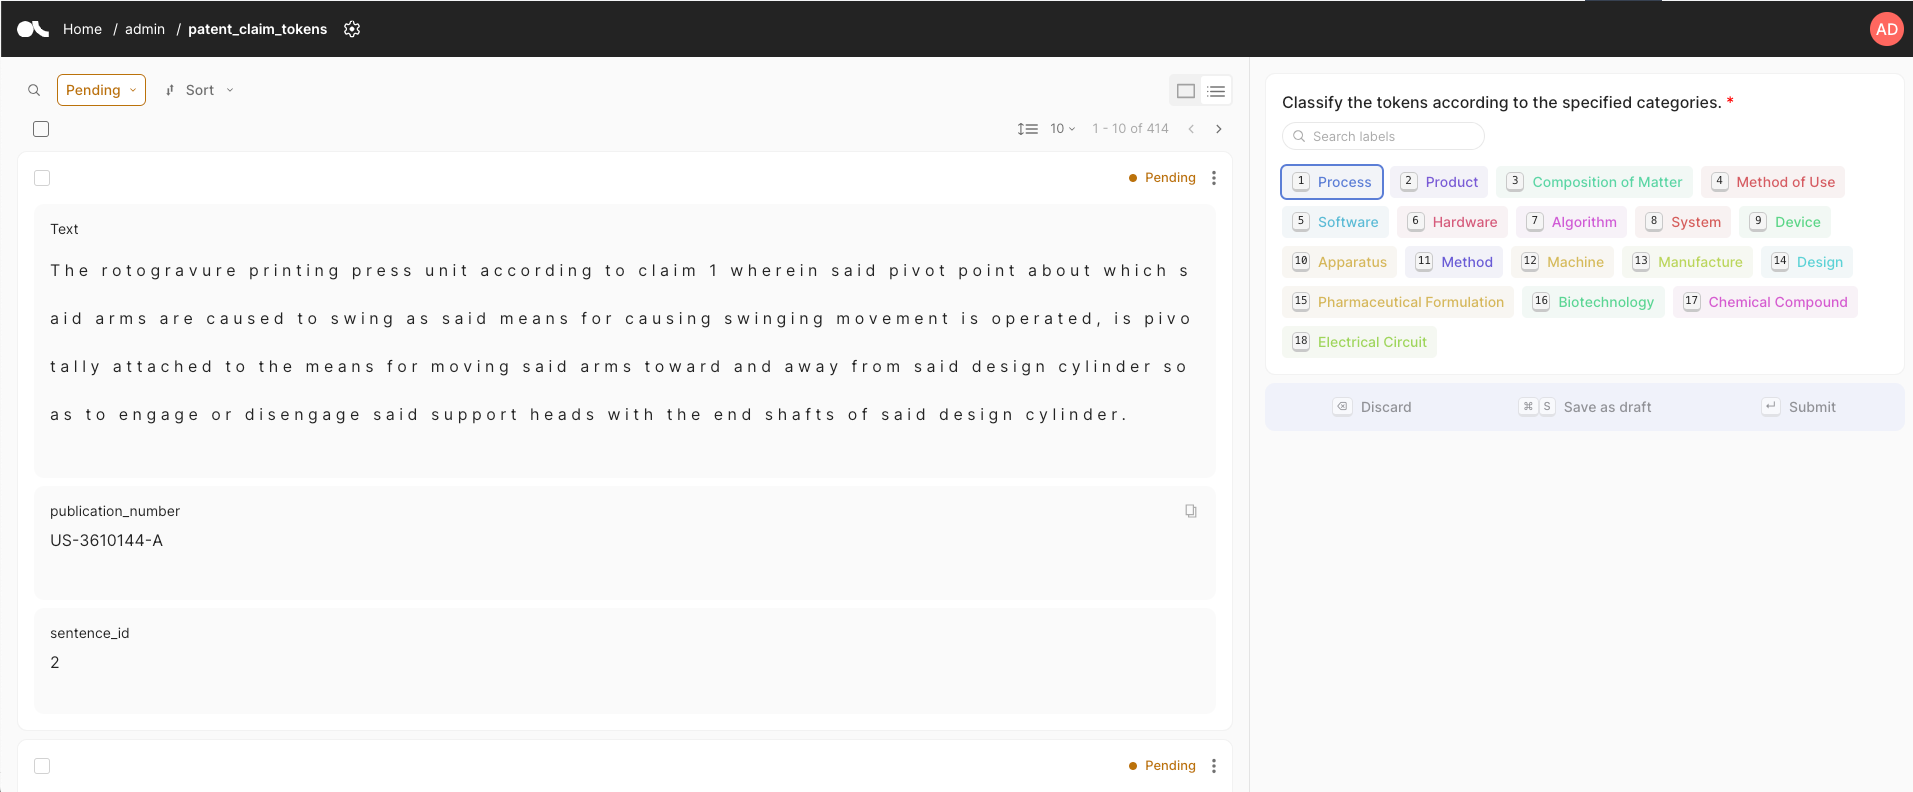 Home / admin / patent_claim_tokens
AD
Pending
Sort
10 1 - 10 of 414
Pending
Text
The rotogravure printing press unit according to claim 1 wherein said pivot point about which s
aid arms are caused to swing as said means for causing swinging movement is operated, is pivo
tally attached to the means for moving said arms toward and away from said design cylinder so
as to engage or disengage said support heads with the end shafts of said design cylinder.
publication_number
US-3610144-A
sentence_id
2
Pending
Classify the tokens according to the specified categories. *
Search labels
1 Process 2 Product 3 Composition of Matter 4 Method of Use
5 Software 6 Hardware 7 Algorithm 8 System 9 Device
10 Apparatus 11 Method 12 Machine 13 Manufacture 14 Design
15 Pharmaceutical Formulation 16 Biotechnology 17 Chemical Compound
18 Electrical Circuit
Discard ⌘ S Save as draft Submit